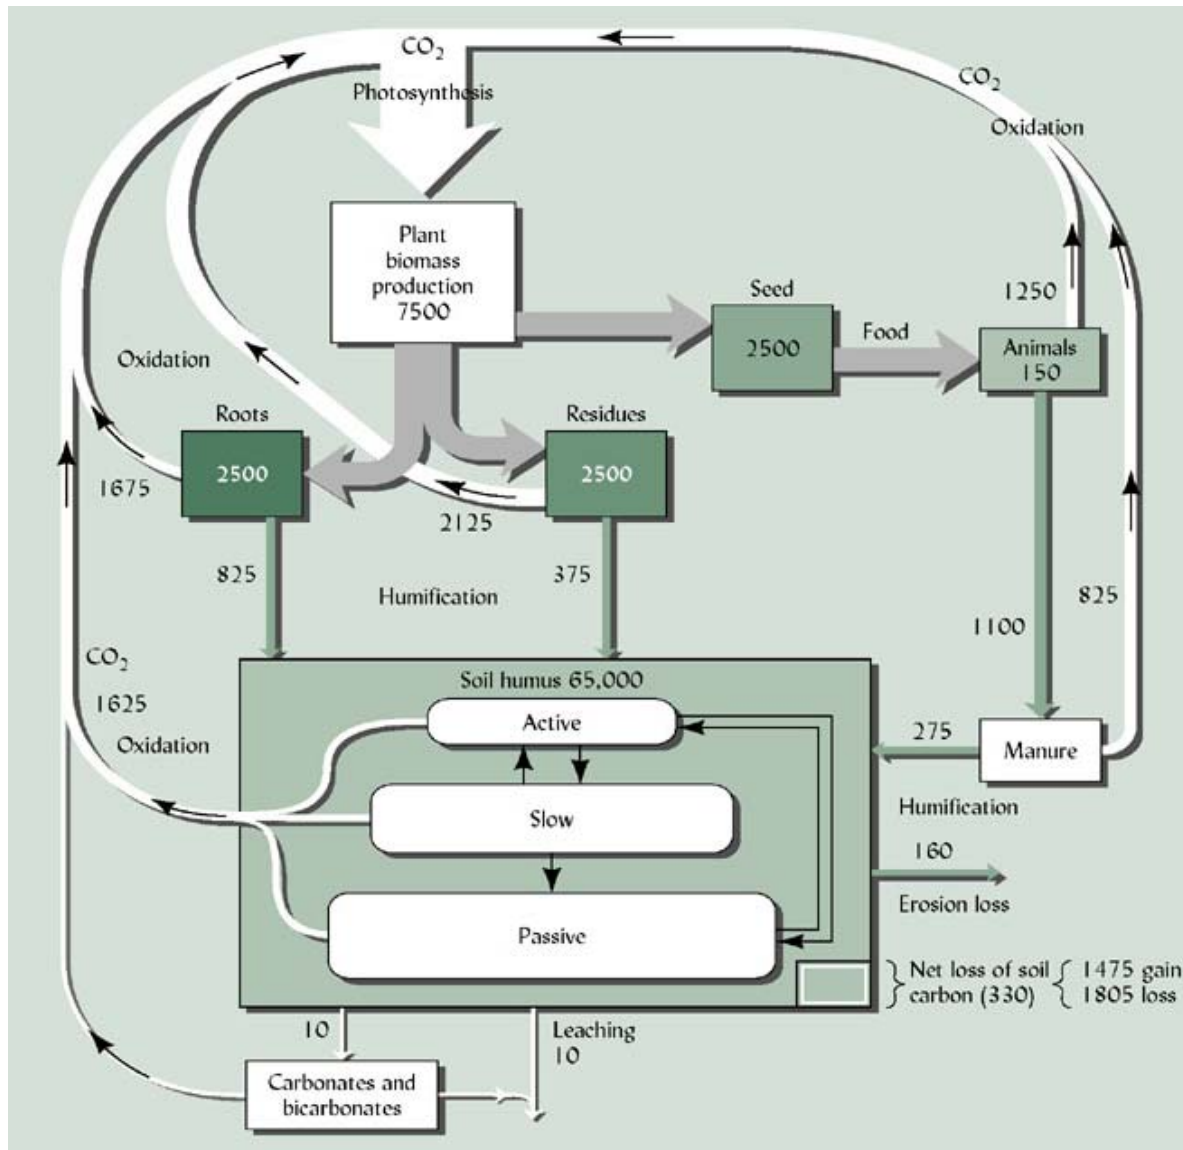 CO2
Photosynthesis
CO2
Oxidation
Plant
biomass
production
7500
Seed
2500
Food
1250
Animals
150
Oxidation
Roots
2500
1675
Residues
2500
2125
825
375
Humification
1100
825
CO2
1625
Oxidation
Soil humus 65,000
Active
Slow
Passive
275
Manure
Humification
160
Erosion loss
Net loss of soil
carbon (330)
1475 gain
1805 loss
10
Leaching
10
Carbonates and
bicarbonates